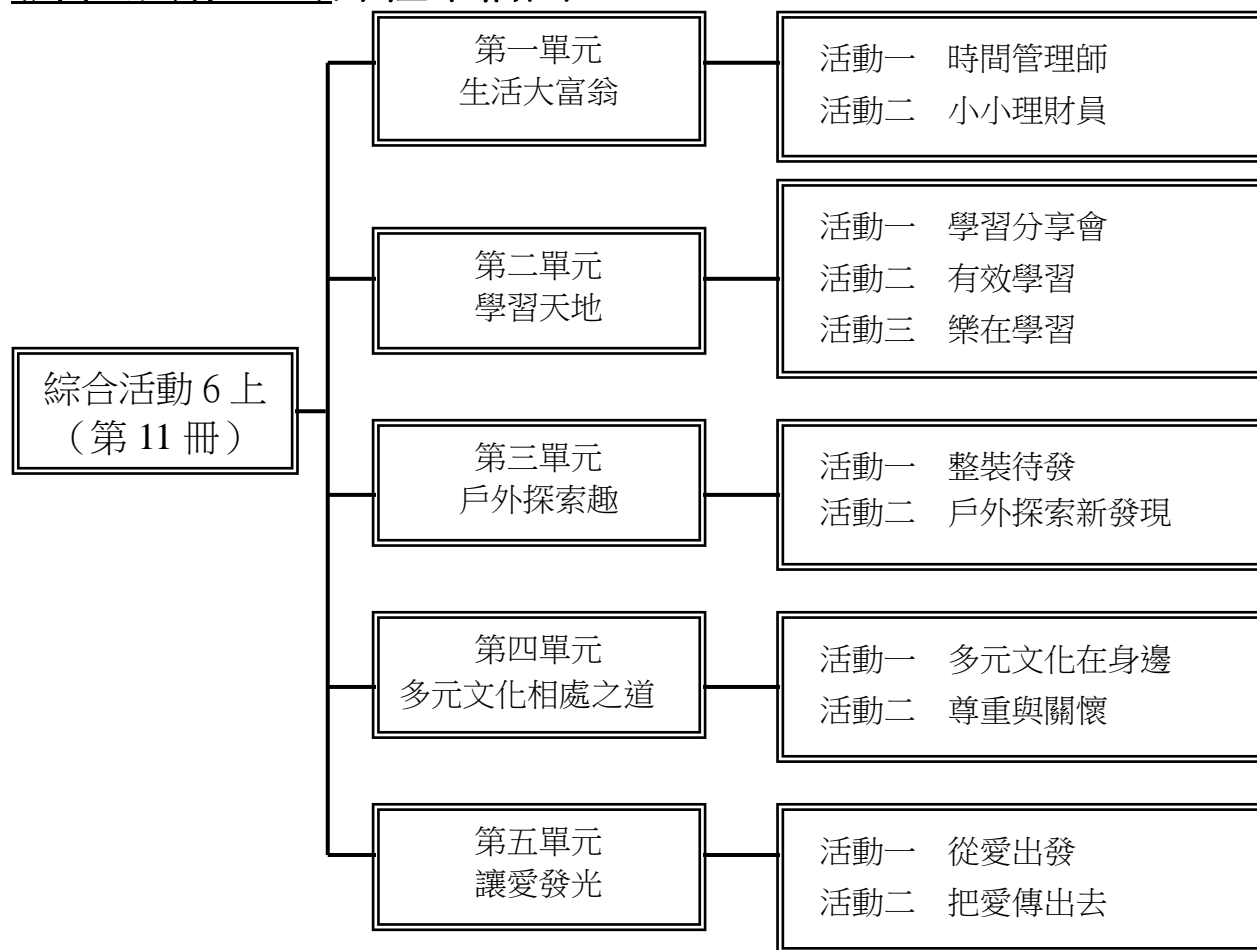 綜合活動 6 上
（第 11 冊）
第一單元
生活大富翁
活動一　時間管理師
活動二　小小理財員
第二單元
學習天地
活動一　學習分享會
活動二　有效學習
活動三　樂在學習
第三單元
戶外探索趣
活動一　整裝待發
活動二　戶外探索新發現
第四單元
多元文化相處之道
活動一　多元文化在身邊
活動二　尊重與關懷
第五單元
讓愛發光
活動一　從愛出發
活動二　把愛傳出去